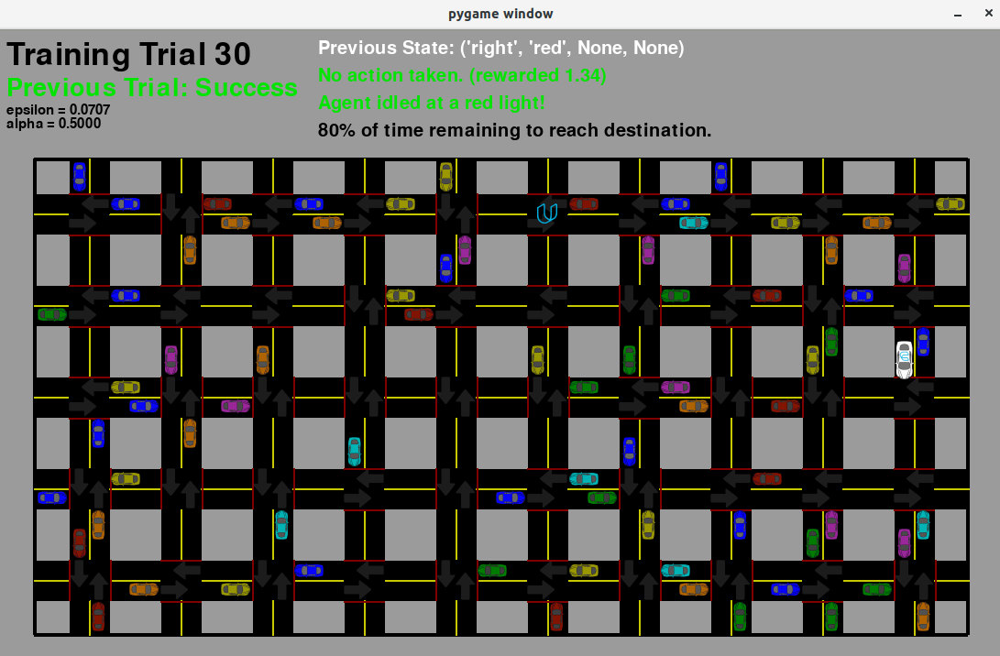 pygame window
Training Trial 30
Previous Trial: Success
epsilon = 0.0707
alpha = 0.5000
Previous State: ('right', 'red', None, None)
No action taken. (rewarded 1.34)
Agent idled at a red light!
80% of time remaining to reach destination.